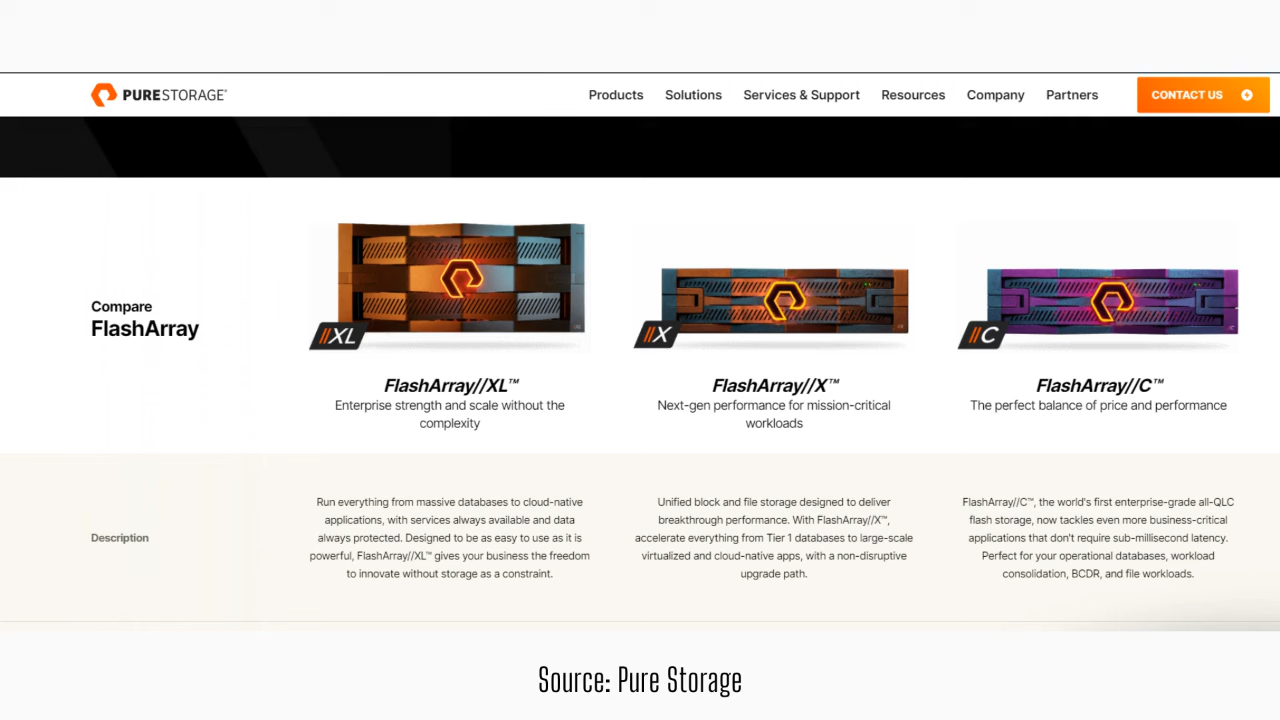 PURESTORAGE®
Products Solutions Services & Support Resources Company Partners CONTACT US
Compare
FlashArray
//XL
FlashArray//XL™
Enterprise strength and scale without the
complexity
//X
FlashArray//X™
Next-gen performance for mission-critical
workloads
//C
FlashArray//C™
The perfect balance of price and performance
Description
Run everything from massive databases to cloud-native
applications, with services always available and data
always protected. Designed to be as easy to use as it is
powerful, FlashArray//XL™ gives your business the freedom
to innovate without storage as a constraint.
Unified block and file storage designed to deliver
breakthrough performance. With FlashArray//X™,
accelerate everything from Tier 1 databases to large-scale
virtualized and cloud-native apps, with a non-disruptive
upgrade path.
FlashArray//C™, the world's first enterprise-grade all-QLC
flash storage, now tackles even more business-critical
applications that don't require sub-millisecond latency.
Perfect for your operational databases, workload
consolidation, BCDR, and file workloads.
Source: Pure Storage